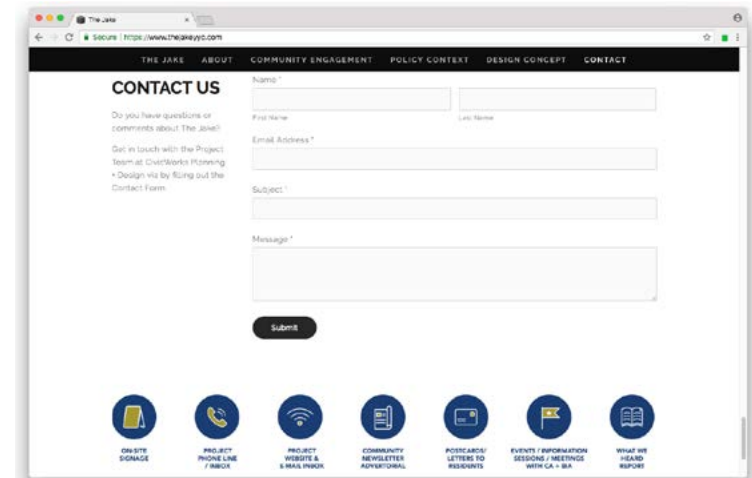 The Jake
Secure | https://www.thejakeyyc.com
THE JAKE ABOUT COMMUNITY ENGAGEMENT POLICY CONTEXT DESIGN CONCEPT CONTACT
CONTACT US
Do you have questions or
comments about The Jake?
Get in touch with the Project
Team at CivicWorks Planning
+ Design via by filling out the
Contact Form.
Name *
First Name Last Name
Email Address *
Subject *
Message *
Submit
ON-SITE
SIGNAGE
PROJECT
PHONE LINE
/ INBOX
PROJECT
WEBSITE &
E-MAIL INBOX
COMMUNITY
NEWSLETTER
ADVERTORIAL
POSTCARDS/
LETTERS TO
RESIDENTS
EVENTS / INFORMATION
SESSIONS / MEETINGS
WITH CA + BIA
WHAT WE
HEARD
REPORT